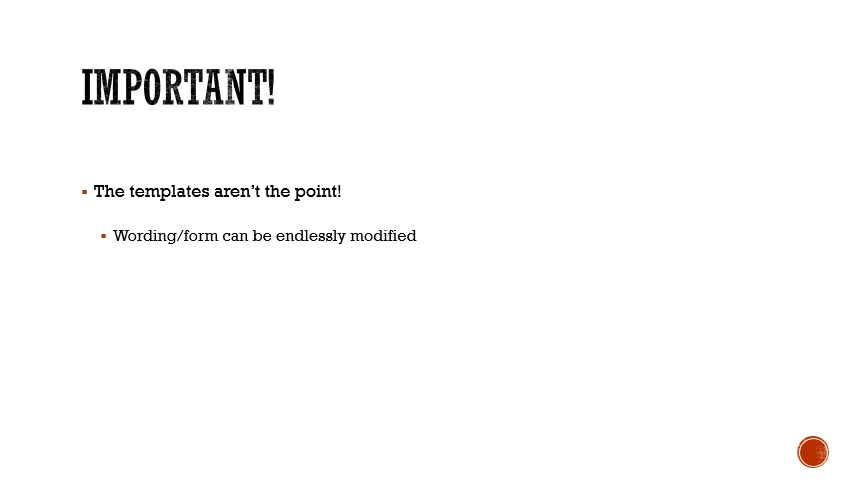 IMPORTANT!
The templates aren't the point!
Wording/form can be endlessly modified